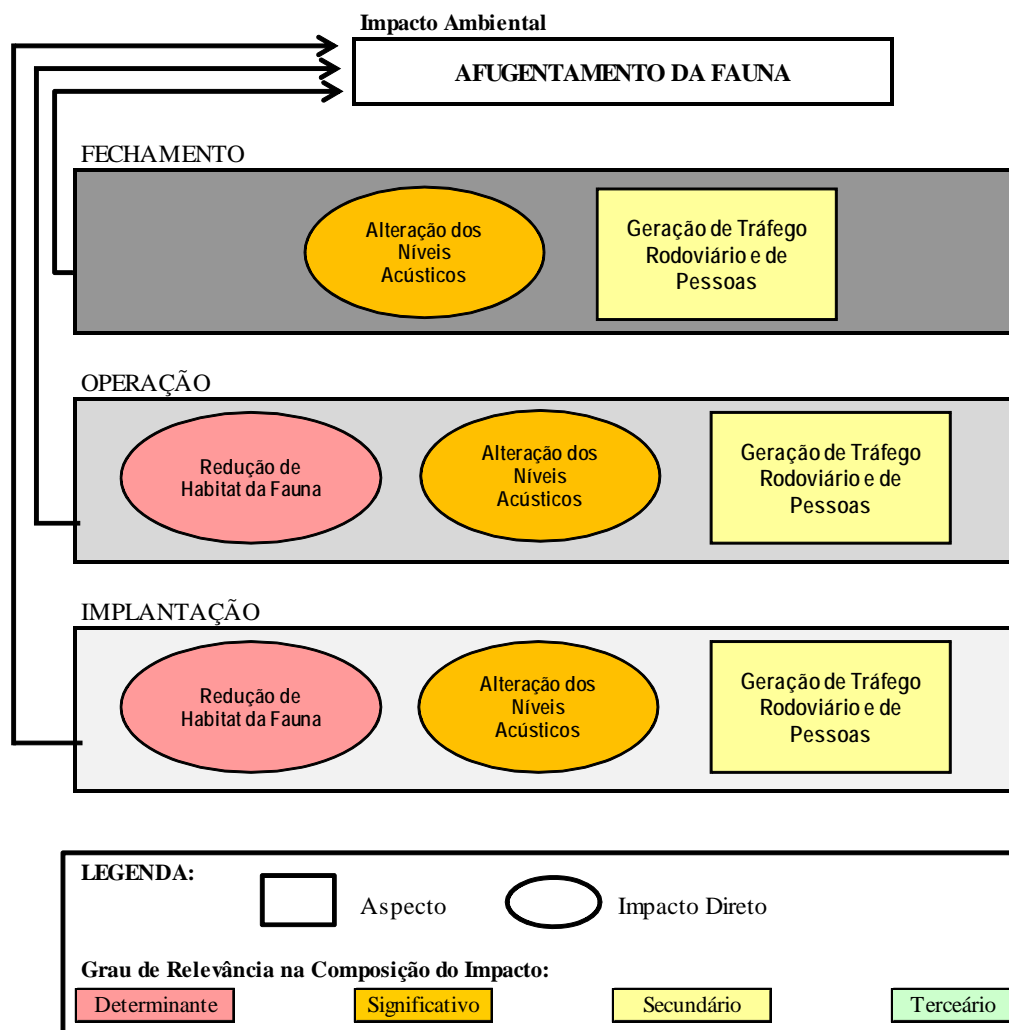 Impacto Ambiental
AFUGENTAMENTO DA FAUNA
FECHAMENTO
Alteração dos
Níveis
Acústicos
Geração de Tráfego
Rodoviário e de
Pessoas
OPERAÇÃO
Redução de
Habitat da Fauna
Alteração dos
Níveis
Acústicos
Geração de Tráfego
Rodoviário e de
Pessoas
IMPLANTAÇÃO
Redução de
Habitat da Fauna
Alteração dos
Níveis
Acústicos
Geração de Tráfego
Rodoviário e de
Pessoas
LEGENDA:
Aspecto
Impacto Direto
Grau de Relevância na Composição do Impacto:
Determinante
Significativo
Secundário
Terceário